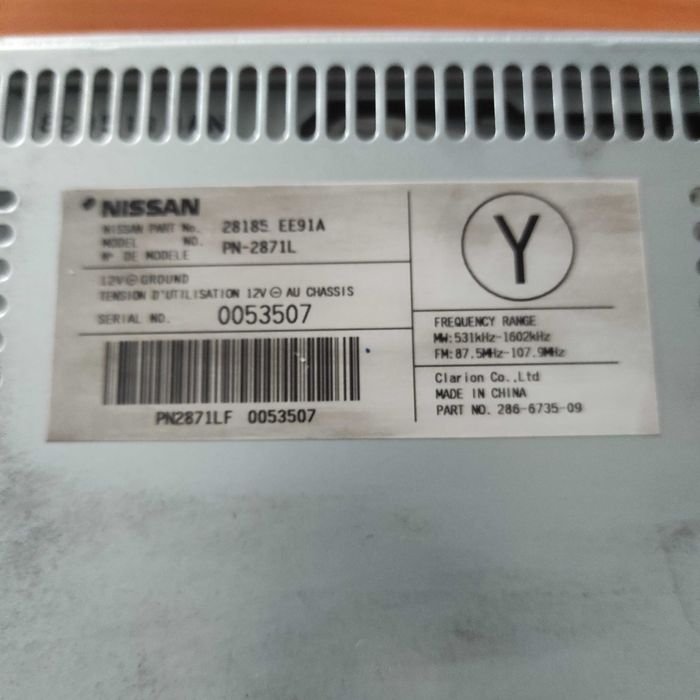 NISSAN
NISSAN PART No. 28185 EE91A
MODEL NO. PN-2871L
Nº DE MODELE
12V ⊖ GROUND
TENSION D'UTILISATION 12V ⊖ AU CHASSIS
SERIAL NO. 0053507
PN2871LF 0053507
Y
FREQUENCY RANGE
MW:531kHz-1602kHz
FM:87.5MHz-107.9MHz
Clarion Co.,Ltd
MADE IN CHINA
PART NO. 286-6735-09